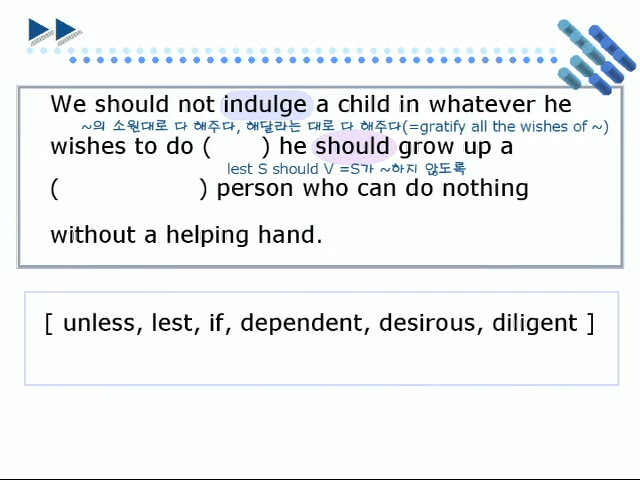 We should not indulge a child in whatever he
~의 소원대로 다 해주다, 해달라는 대로 다 해주다(=gratify all the wishes of ~)
wishes to do (     ) he should grow up a
lest S should V =S가 ~하지 않도록
(            ) person who can do nothing
without a helping hand.
[ unless, lest, if, dependent, desirous, diligent ]